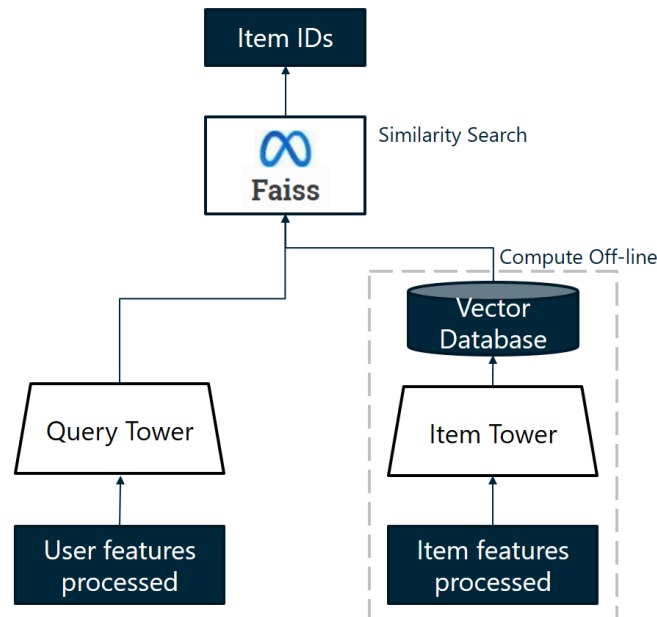 Item IDs
Faiss
Similarity Search
Compute Off-line
Vector
Database
Query Tower
Item Tower
User features
processed
Item features
processed